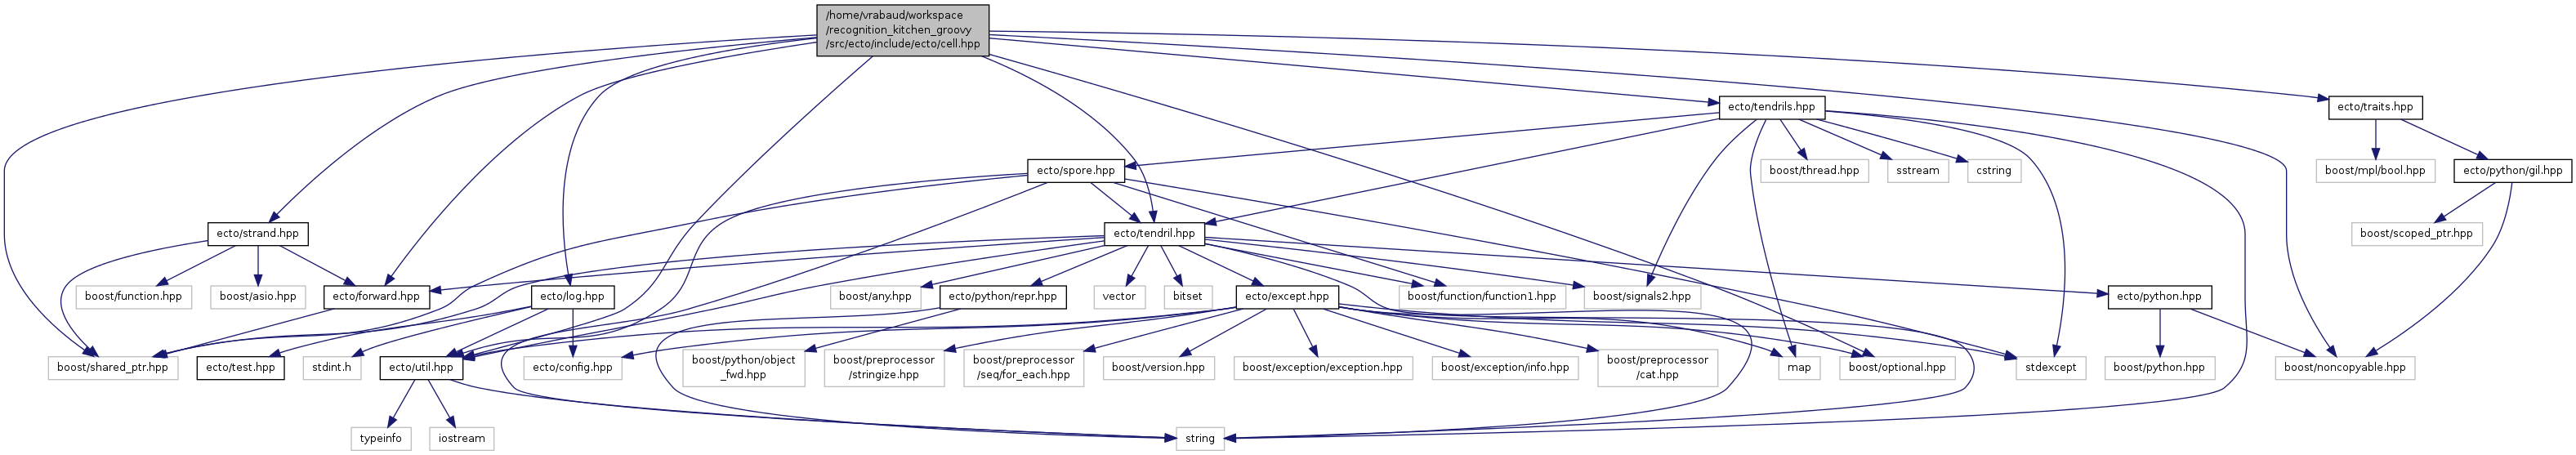 /home/vrabaud/workspace
/recognition_kitchen_groovy
/src/ecto/include/ecto/cell.hpp
ecto/tendrils.hpp
ecto/traits.hpp
ecto/spore.hpp
boost/thread.hpp
sstream
cstring
boost/mpl/bool.hpp
ecto/python/gil.hpp
ecto/strand.hpp
ecto/tendril.hpp
boost/scoped_ptr.hpp
boost/function.hpp
boost/asio.hpp
ecto/forward.hpp
ecto/log.hpp
boost/any.hpp
ecto/python/repr.hpp
vector
bitset
ecto/except.hpp
boost/function/function1.hpp
boost/signals2.hpp
ecto/python.hpp
boost/shared_ptr.hpp
ecto/test.hpp
stdint.h
ecto/util.hpp
ecto/config.hpp
boost/python/object
_fwd.hpp
boost/preprocessor
/stringize.hpp
boost/preprocessor
/seq/for_each.hpp
boost/version.hpp
boost/exception/exception.hpp
boost/exception/info.hpp
boost/preprocessor
/cat.hpp
map
boost/optional.hpp
stdexcept
boost/python.hpp
boost/noncopyable.hpp
typeinfo
iostream
string